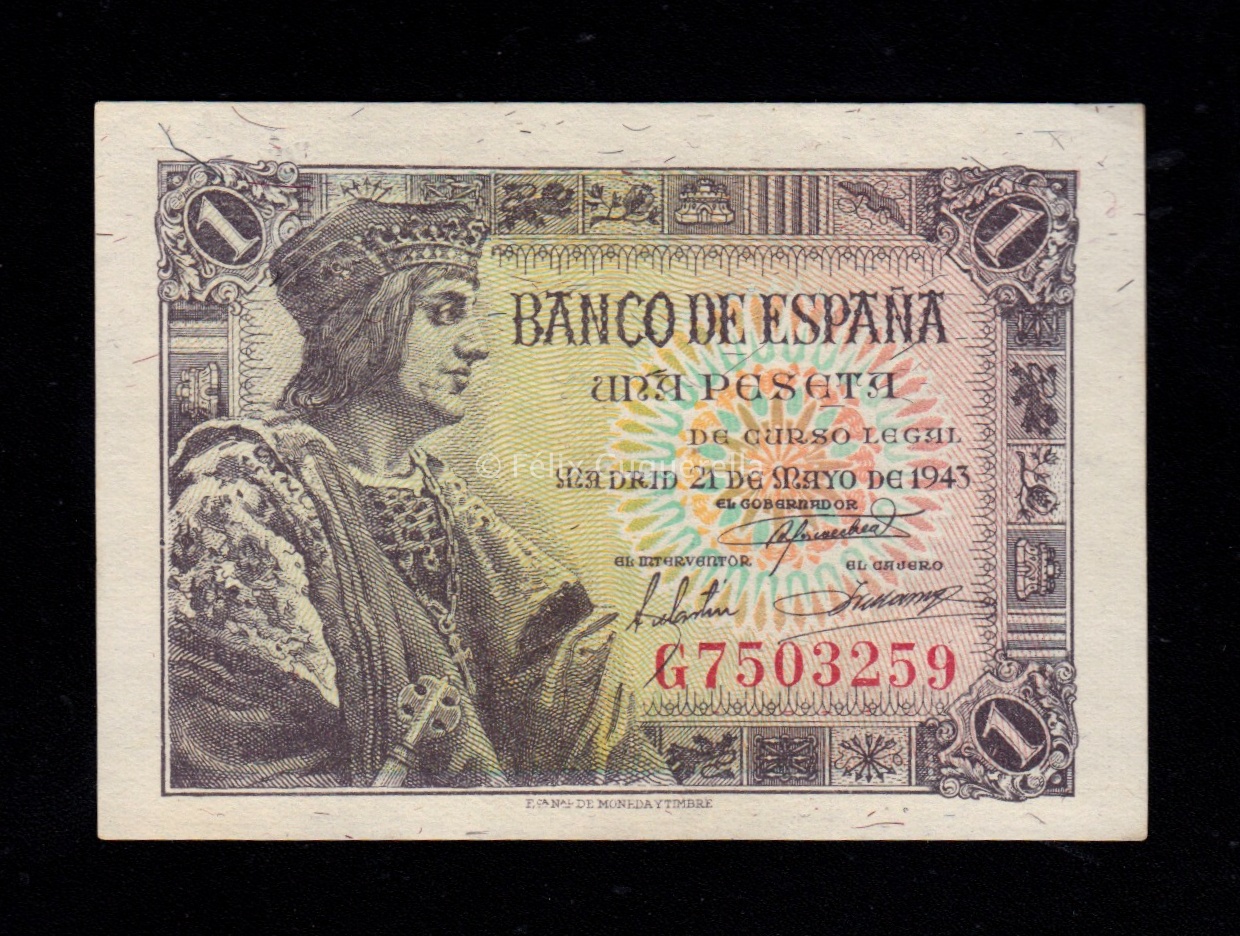 1
1
BANCO DE ESPAÑA
UNA PESETA
DE CURSO LEGAL
MADRID 21 DE MAYO DE 1943
EL GOBERNADOR
EL INTERVENTOR EL CAJERO
G7503259
1
F.CA NAL DE MONEDA Y TIMBRE